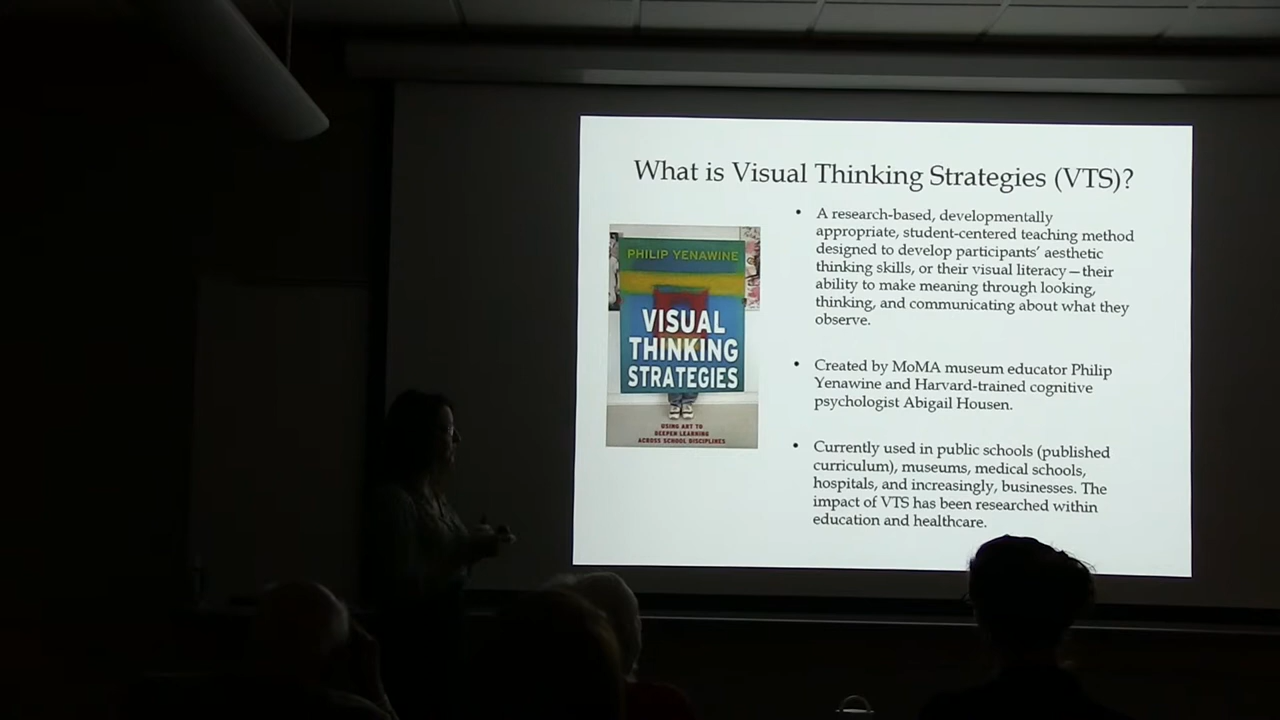 What is Visual Thinking Strategies (VTS)?
PHILIP YENAWINE
VISUAL
THINKING
STRATEGIES
USING ART TO
DEEPEN LEARNING
ACROSS SCHOOL DISCIPLINES
• A research-based, developmentally
appropriate, student-centered teaching method
designed to develop participants' aesthetic
thinking skills, or their visual literacy—their
ability to make meaning through looking,
thinking, and communicating about what they
observe.
• Created by MoMA museum educator Philip
Yenawine and Harvard-trained cognitive
psychologist Abigail Housen.
• Currently used in public schools (published
curriculum), museums, medical schools,
hospitals, and increasingly, businesses. The
impact of VTS has been researched within
education and healthcare.